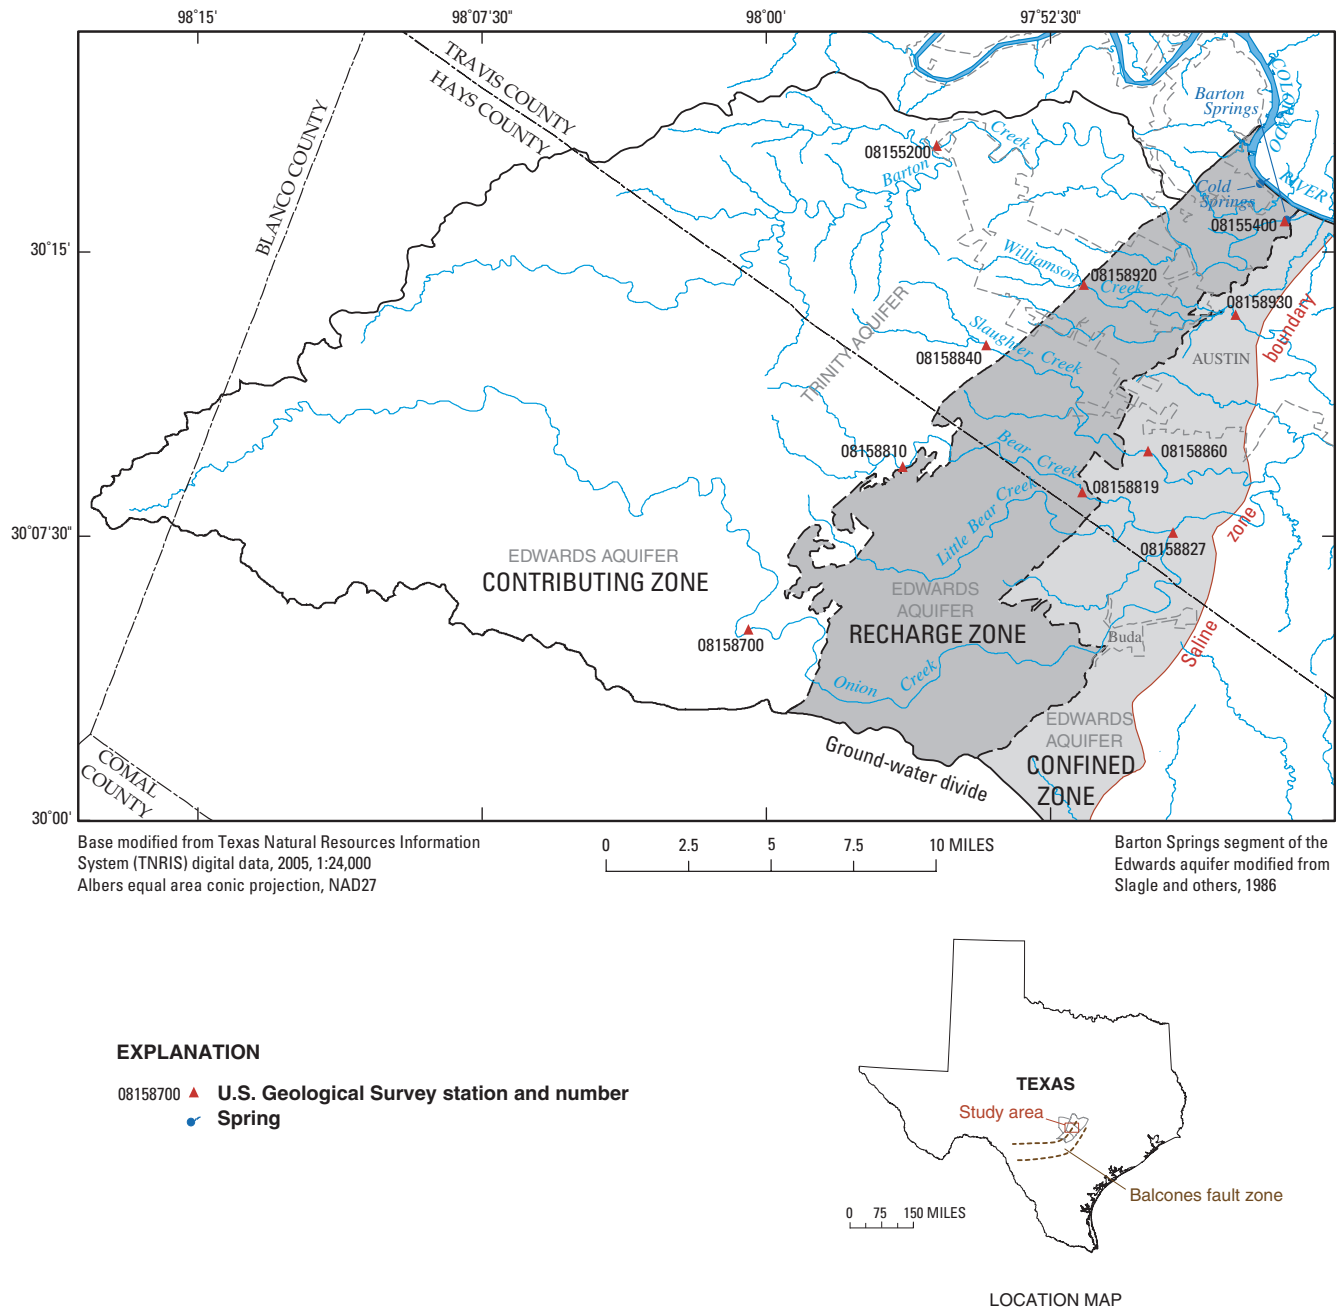 98°15'
98°07'30"
98°00'
97°52'30"
TRAVIS COUNTY
HAYS COUNTY
BLANCO COUNTY
COLORADO
RIVER
Barton
Springs
Creek
08155200
Barton
Cold
Springs
08155400
30°15'
Williamson
Creek
08158920
08158930
boundary
TRINITY AQUIFER
Slaughter Creek
08158840
AUSTIN
08158810
Bear Creek
08158860
08158819
Little Bear Creek
zone
08158827
30°07'30"
EDWARDS AQUIFER
CONTRIBUTING ZONE
EDWARDS
AQUIFER
RECHARGE ZONE
Buda
Saline
08158700
Onion Creek
EDWARDS
AQUIFER
CONFINED
ZONE
Ground-water divide
COMAL
COUNTY
30°00'
Base modified from Texas Natural Resources Information
System (TNRIS) digital data, 2005, 1:24,000
Albers equal area conic projection, NAD27
0 2.5 5 7.5 10 MILES
Barton Springs segment of the
Edwards aquifer modified from
Slagle and others, 1986
EXPLANATION
08158700 U.S. Geological Survey station and number
Spring
TEXAS
Study area
Balcones fault zone
0 75 150 MILES
LOCATION MAP